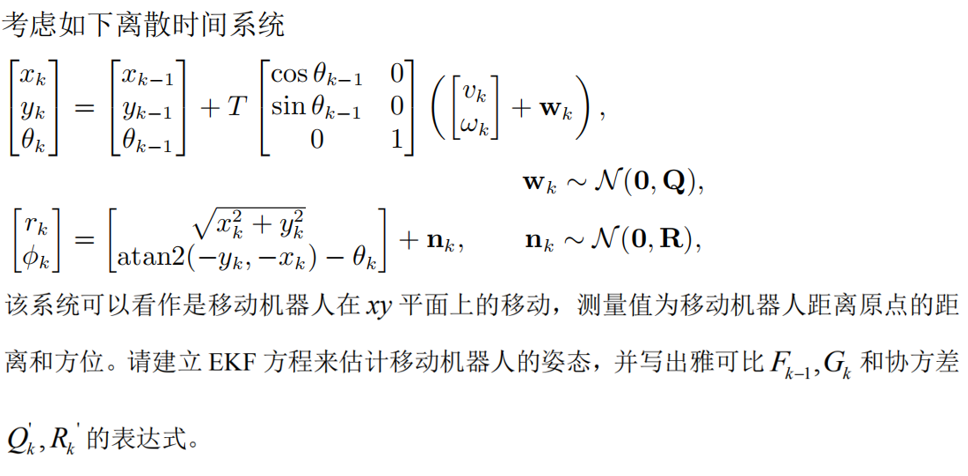 考虑如下离散时间系统
$$\begin{bmatrix} x_k \\ y_k \\ \theta_k \end{bmatrix} = \begin{bmatrix} x_{k-1} \\ y_{k-1} \\ \theta_{k-1} \end{bmatrix} + T \begin{bmatrix} \cos\theta_{k-1} & 0 \\ \sin\theta_{k-1} & 0 \\ 0 & 1 \end{bmatrix} \left( \begin{bmatrix} v_k \\ \omega_k \end{bmatrix} + \mathbf{w}_k \right),$$
$$\mathbf{w}_k \sim \mathcal{N}(\mathbf{0}, \mathbf{Q}),$$
$$\begin{bmatrix} r_k \\ \phi_k \end{bmatrix} = \begin{bmatrix} \sqrt{x_k^2 + y_k^2} \\ \text{atan2}(-y_k, -x_k) - \theta_k \end{bmatrix} + \mathbf{n}_k, \quad \mathbf{n}_k \sim \mathcal{N}(\mathbf{0}, \mathbf{R}),$$
该系统可以看作是移动机器人在 $xy$ 平面上的移动，测量值为移动机器人距离原点的距
离和方位。请建立 EKF 方程来估计移动机器人的姿态，并写出雅可比 $F_{k-1}, G_k$ 和协方差
$Q_k^{'}, R_k^{'}$ 的表达式。